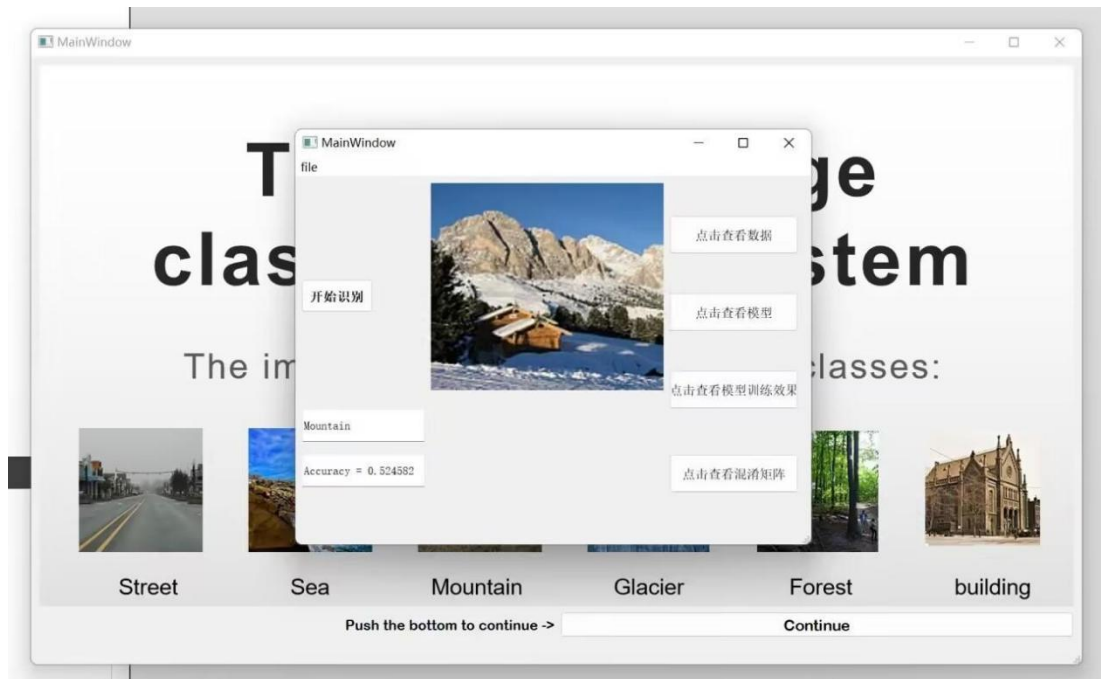 MainWindow
MainWindow
file
T
ge
clas
stem
点击查看数据
开始识别
点击查看模型
The im
classes:
点击查看模型训练效果
Mountain
Accuracy = 0.524582
点击查看混淆矩阵
Street
Sea
Mountain
Glacier
Forest
building
Push the bottom to continue ->
Continue